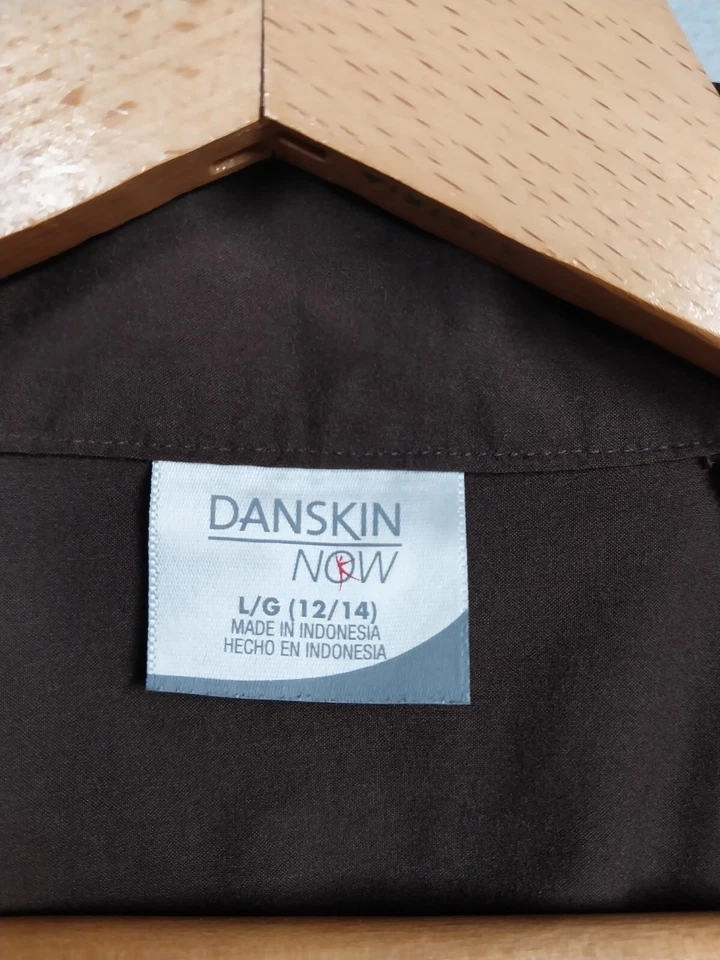 DANSKIN
NOW
L/G (12/14)
MADE IN INDONESIA
HECHO EN INDONESIA